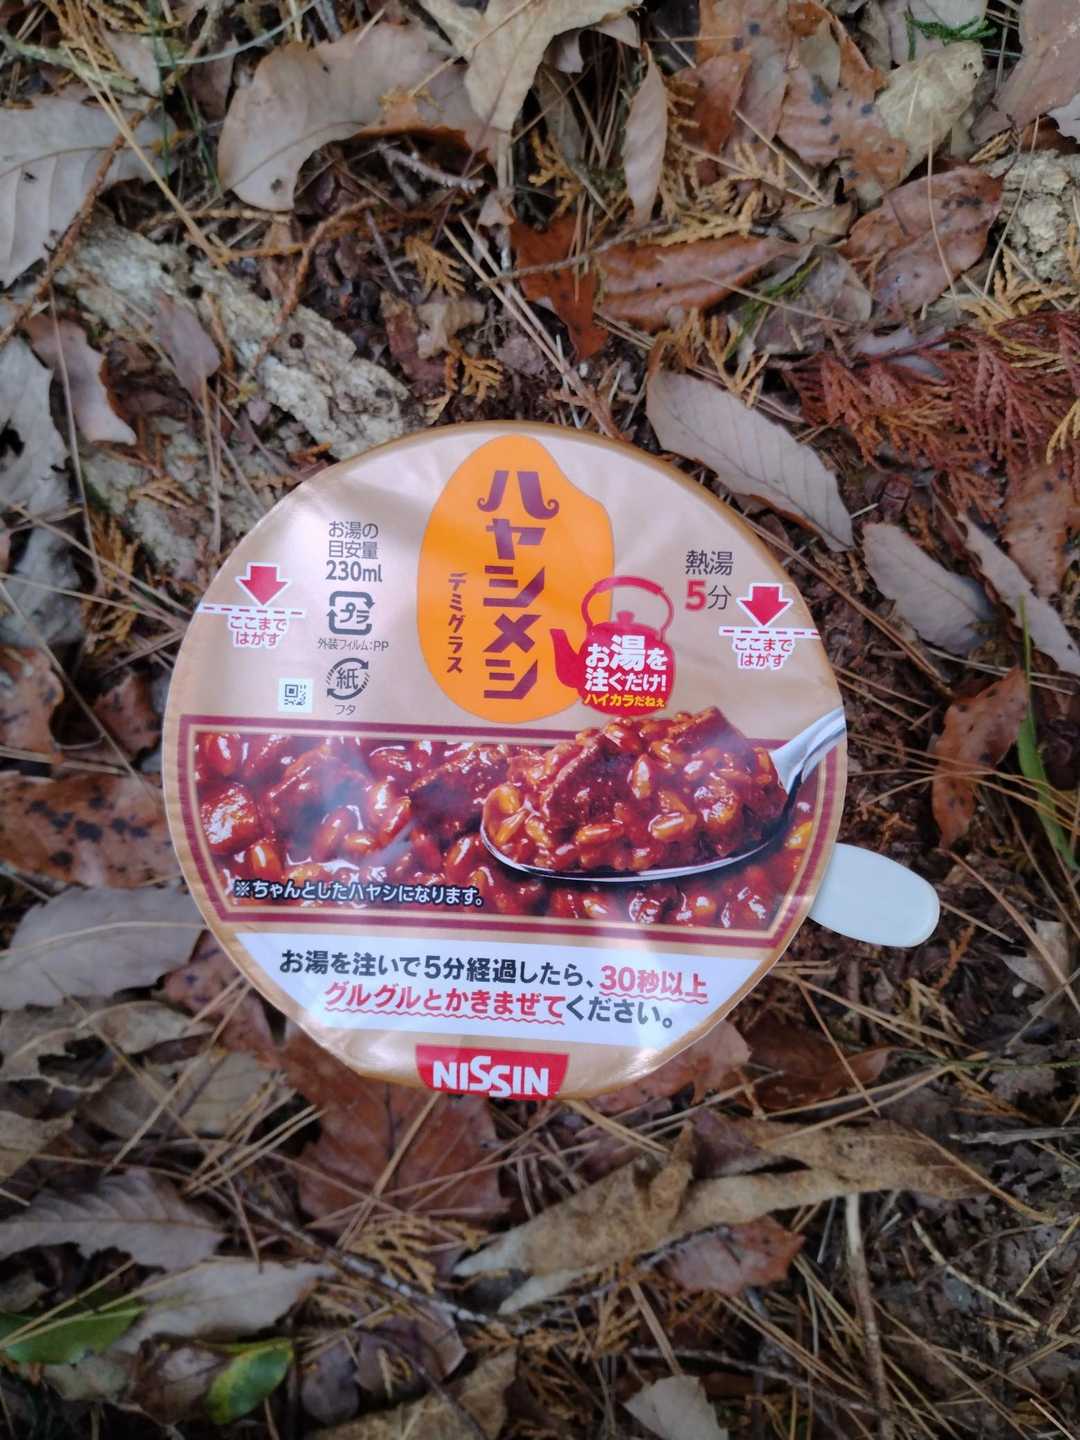 ハヤシメシ
デミグラス
お湯の
目安量
230ml
プラ
外装フィルム:PP
紙
フタ
熱湯
5分
ここまで
はがす
ここまで
はがす
お湯を
注ぐだけ!
ハイカラだねぇ
※ちゃんとしたハヤシになります。
お湯を注いで5分経過したら、30秒以上
グルグルとかきまぜてください。
NISSIN